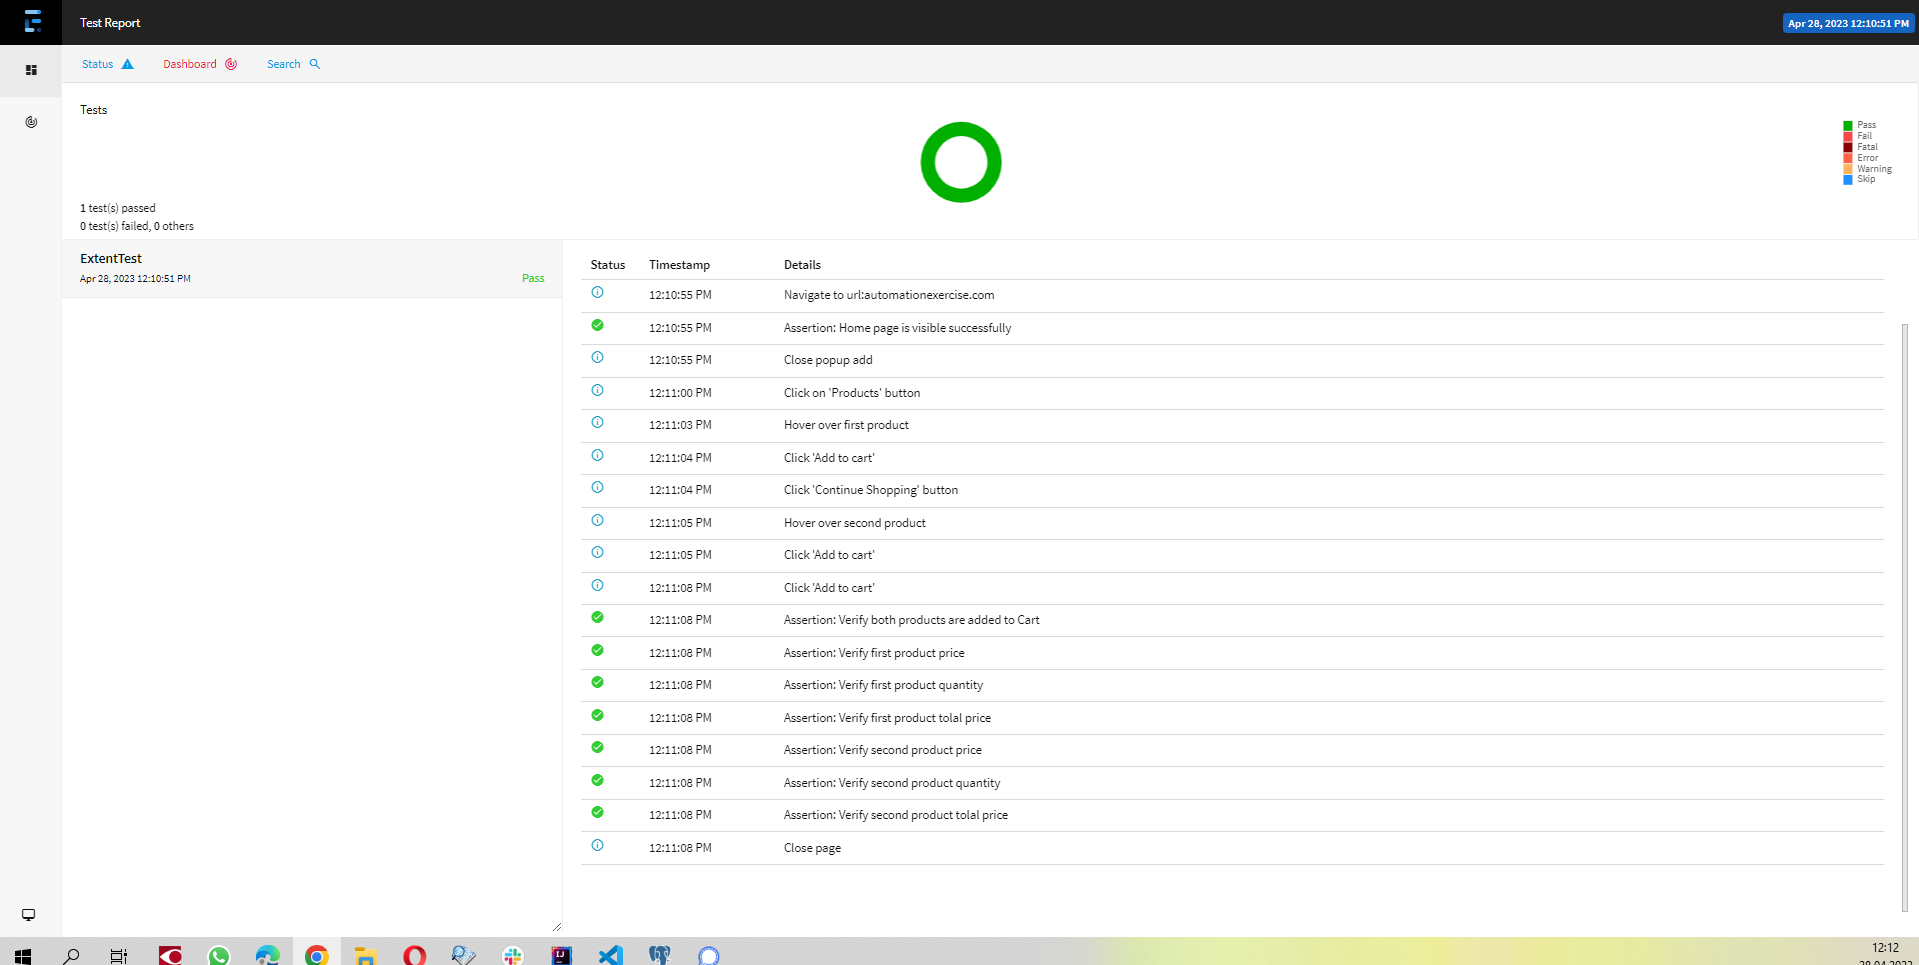 Test Report
Apr 28, 2023 12:10:51 PM
Status
Dashboard
Search
Tests
Pass
Fail
Fatal
Error
Warning
Skip
1 test(s) passed
0 test(s) failed, 0 others
ExtentTest
Apr 28, 2023 12:10:51 PM
Pass
Status Timestamp Details
12:10:55 PM Navigate to url:automationexercise.com
12:10:55 PM Assertion: Home page is visible successfully
12:10:55 PM Close popup add
12:11:00 PM Click on 'Products' button
12:11:03 PM Hover over first product
12:11:04 PM Click 'Add to cart'
12:11:04 PM Click 'Continue Shopping' button
12:11:05 PM Hover over second product
12:11:05 PM Click 'Add to cart'
12:11:08 PM Click 'Add to cart'
12:11:08 PM Assertion: Verify both products are added to Cart
12:11:08 PM Assertion: Verify first product price
12:11:08 PM Assertion: Verify first product quantity
12:11:08 PM Assertion: Verify first product tolal price
12:11:08 PM Assertion: Verify second product price
12:11:08 PM Assertion: Verify second product quantity
12:11:08 PM Assertion: Verify second product tolal price
12:11:08 PM Close page
IJ
12:12